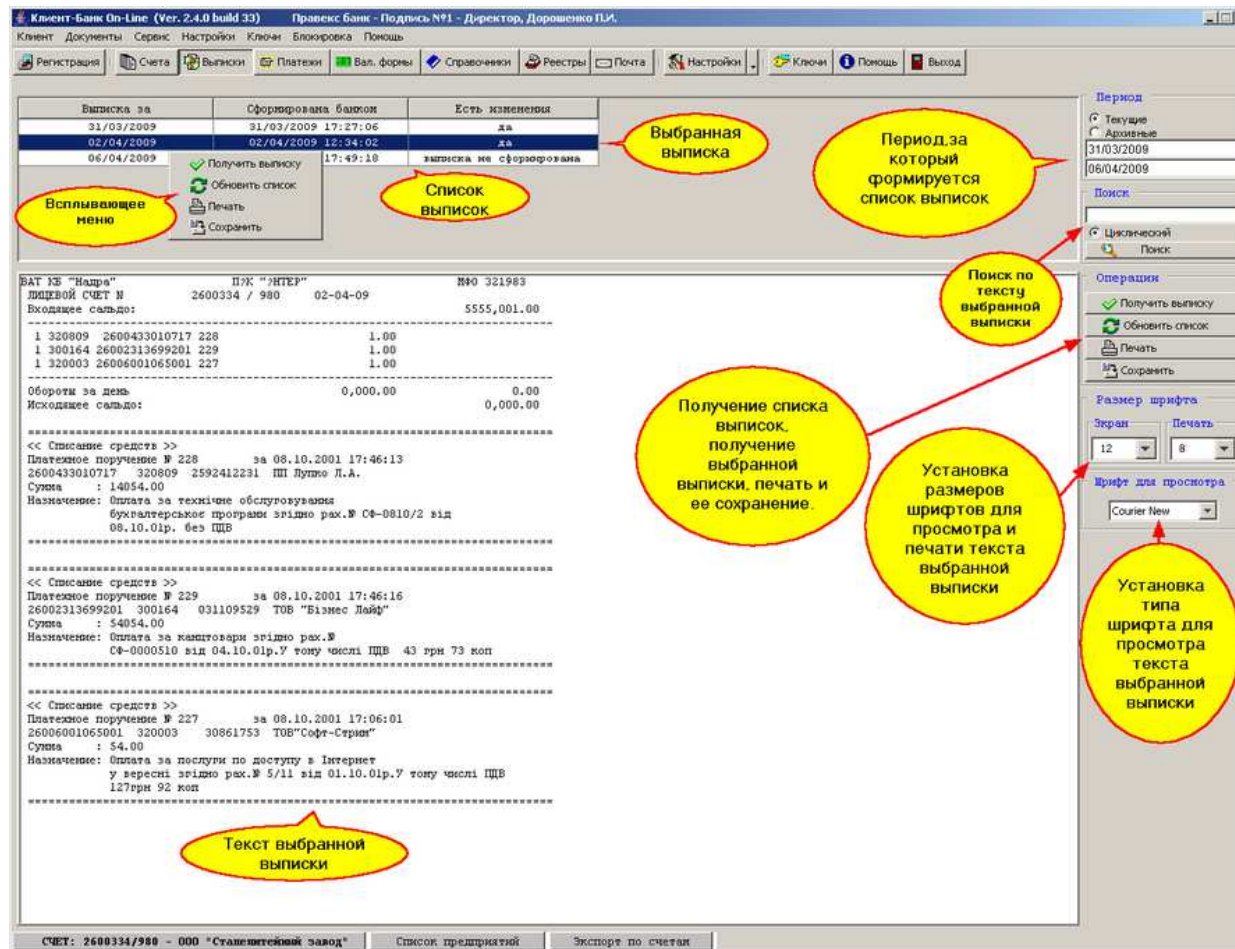 Клиент-Банк On-Line (Ver. 2.4.0 build 33) Правекс банк - Подпись №1 - Директор, Дорошенко П.И.
Клиент Документы Сервис Настройки Ключи Блокировка Помощь
Регистрация Счета Выписки Платежи Вал. формы Справочники Реестры Почта Настройки Ключи Помощь Выход
Выписка за Сформирована банком Есть изменения
31/03/2009 31/03/2009 17:27:06 да
02/04/2009 02/04/2009 12:34:02 да
06/04/2009 17:49:18 выписка не сформирована
Получить выписку
Обновить список
Печать
Сохранить
Всплывающее
меню
Список
выписок
Выбранная
выписка
Период,за
который
формируется
список выписок
Период
Текущие
Архивные
31/03/2009
06/04/2009
Поиск
Циклический
Поиск
Поиск по
тексту
выбранной
выписки
Операции
Получить выписку
Обновить список
Печать
Сохранить
Размер шрифта
Экран Печать
12 8
Шрифт для просмотра
Courier New
ВАТ КБ "Надра" МФО 321983
ЛИЦЕВОЙ СЧЕТ N 2600334 / 980 02-04-09
Входящее сальдо: 5555,001.00
1 320809 2600433010717 228 1.00
1 300164 26002313699201 229 1.00
1 320003 26006001065001 227 1.00
Обороты за день 0,000.00 0.00
Исходящее сальдо: 0,000.00
<< Списание средств >>
Платежное поручение № 228 за 08.10.2001 17:46:13
2600433010717 320809 2592412231 ПП Лупко Л.А.
Сумма : 14054.00
Назначение: Оплата за технічне обслуговування
бухгалтерської програми згідно рах.№ СФ-0810/2 від
08.10.01р. без ПДВ
<< Списание средств >>
Платежное поручение № 229 за 08.10.2001 17:46:16
26002313699201 300164 031109529 ТОВ "Бізнес Лайф"
Сумма : 54054.00
Назначение: Оплата за канцтовари згідно рах.№
СФ-0000510 від 04.10.01р.У тому числі ПДВ 43 грн 73 коп
<< Списание средств >>
Платежное поручение № 227 за 08.10.2001 17:06:01
26006001065001 320003 30861753 ТОВ"Софт-Стрим"
Сумма : 54.00
Назначение: Оплата за послуги по доступу в Інтернет
у вересні згідно рах.№ 5/11 від 01.10.01р.У тому числі ПДВ
127грн 92 коп
Получение списка
выписок,
получение
выбранной
выписки, печать и
ее сохранение.
Установка
размеров
шрифтов для
просмотра и
печати текста
выбранной
выписки
Установка
типа
шрифта для
просмотра
текста
выбранной
выписки
Текст выбранной
выписки
СЧЕТ: 2600334/980 - ООО "Сталелитейный завод" Список предприятий Экспорт по счетам